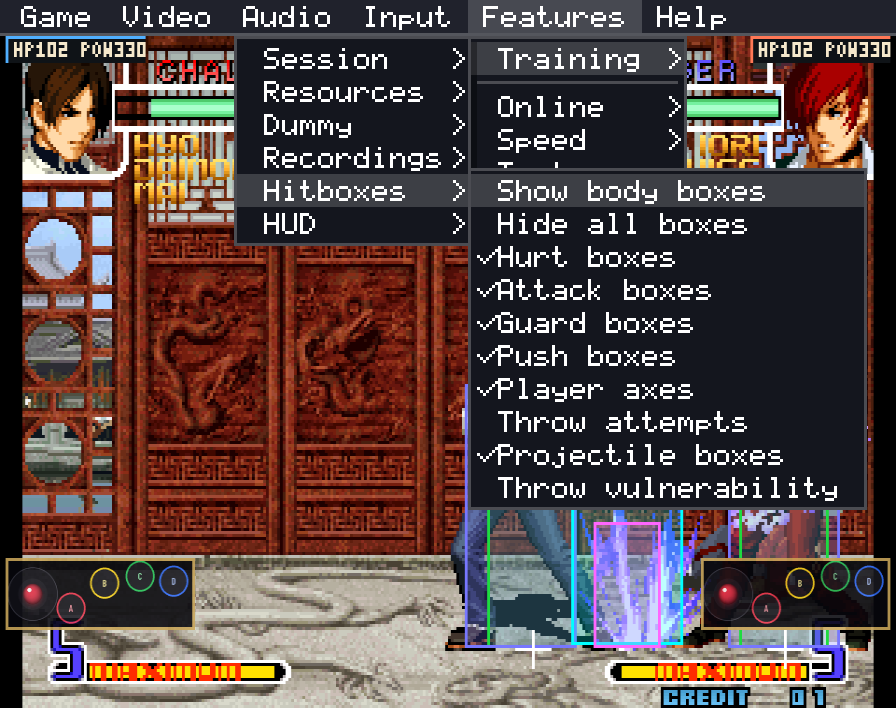 Game Video Audio Input Features Help
HP102 POW330
HP102 POW330
Session >
Resources >
Dummy >
Recordings >
Hitboxes >
HUD >
Training >
Online >
Speed >
Show body boxes
Hide all boxes
✓Hurt boxes
✓Attack boxes
✓Guard boxes
✓Push boxes
✓Player axes
Throw attempts
✓Projectile boxes
Throw vulnerability
A B C D
A B C D
MAXIMUM
MAXIMUM
CREDIT 01